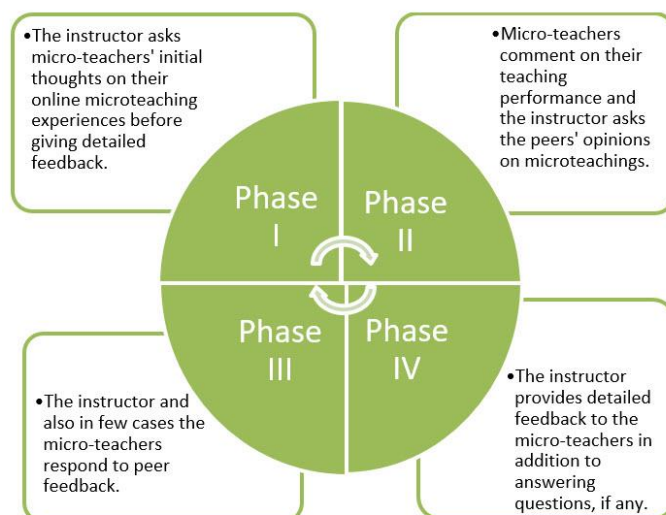 •The instructor asks
micro-teachers' initial
thoughts on their
online microteaching
experiences before
giving detailed
feedback.
•Micro-teachers
comment on their
teaching
performance and
the instructor asks
the peers' opinions
on microteachings.
Phase
I
Phase
II
Phase
III
Phase
IV
•The instructor and
also in few cases the
micro-teachers
respond to peer
feedback.
•The instructor
provides detailed
feedback to the
micro-teachers in
addition to
answering
questions, if any.